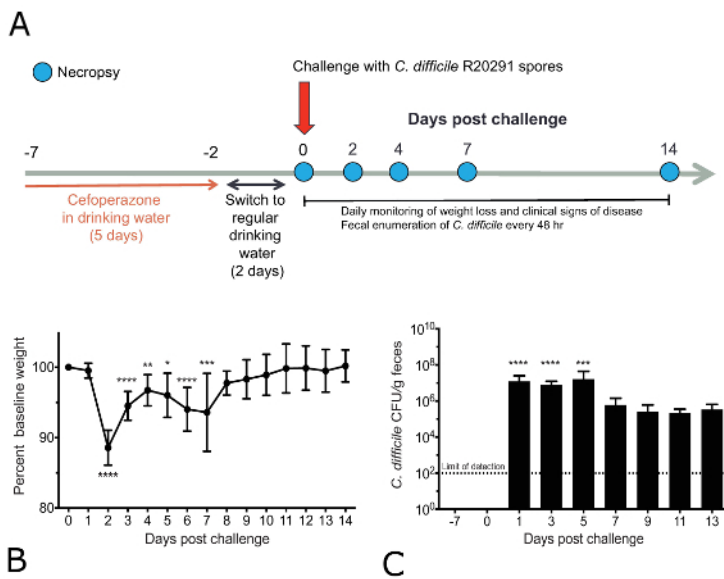 A
Necropsy
Challenge with C. difficile R20291 spores
Days post challenge
-7 -2 0 2 4 7 14
Cefoperazone
in drinking water
(5 days)
Switch to
regular
drinking
water
(2 days)
Daily monitoring of weight loss and clinical signs of disease
Fecal enumeration of C. difficile every 48 hr
Percent baseline weight
100
90
80
****
****
**
*
****
***
0 1 2 3 4 5 6 7 8 9 10 11 12 13 14
Days post challenge
B
C. difficile CFU/g feces
10^10
10^8
10^6
10^4
10^2
10^0
**** **** ***
Limit of detection
-7 0 1 3 5 7 9 11 13
Days post challenge
C